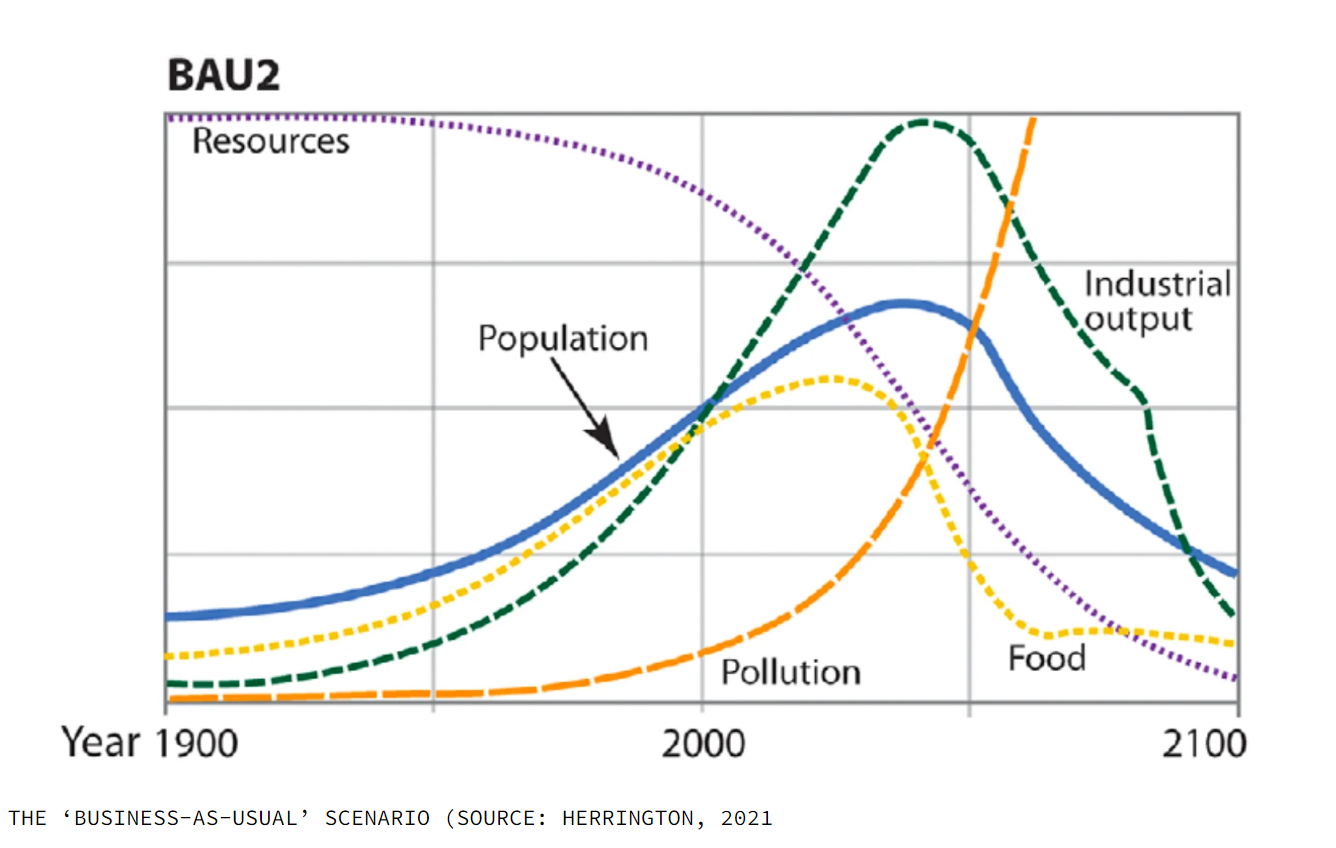 BAU2
Resources
Population
Industrial
output
Pollution
Food
Year 1900 2000 2100
THE ‘BUSINESS-AS-USUAL’ SCENARIO (SOURCE: HERRINGTON, 2021